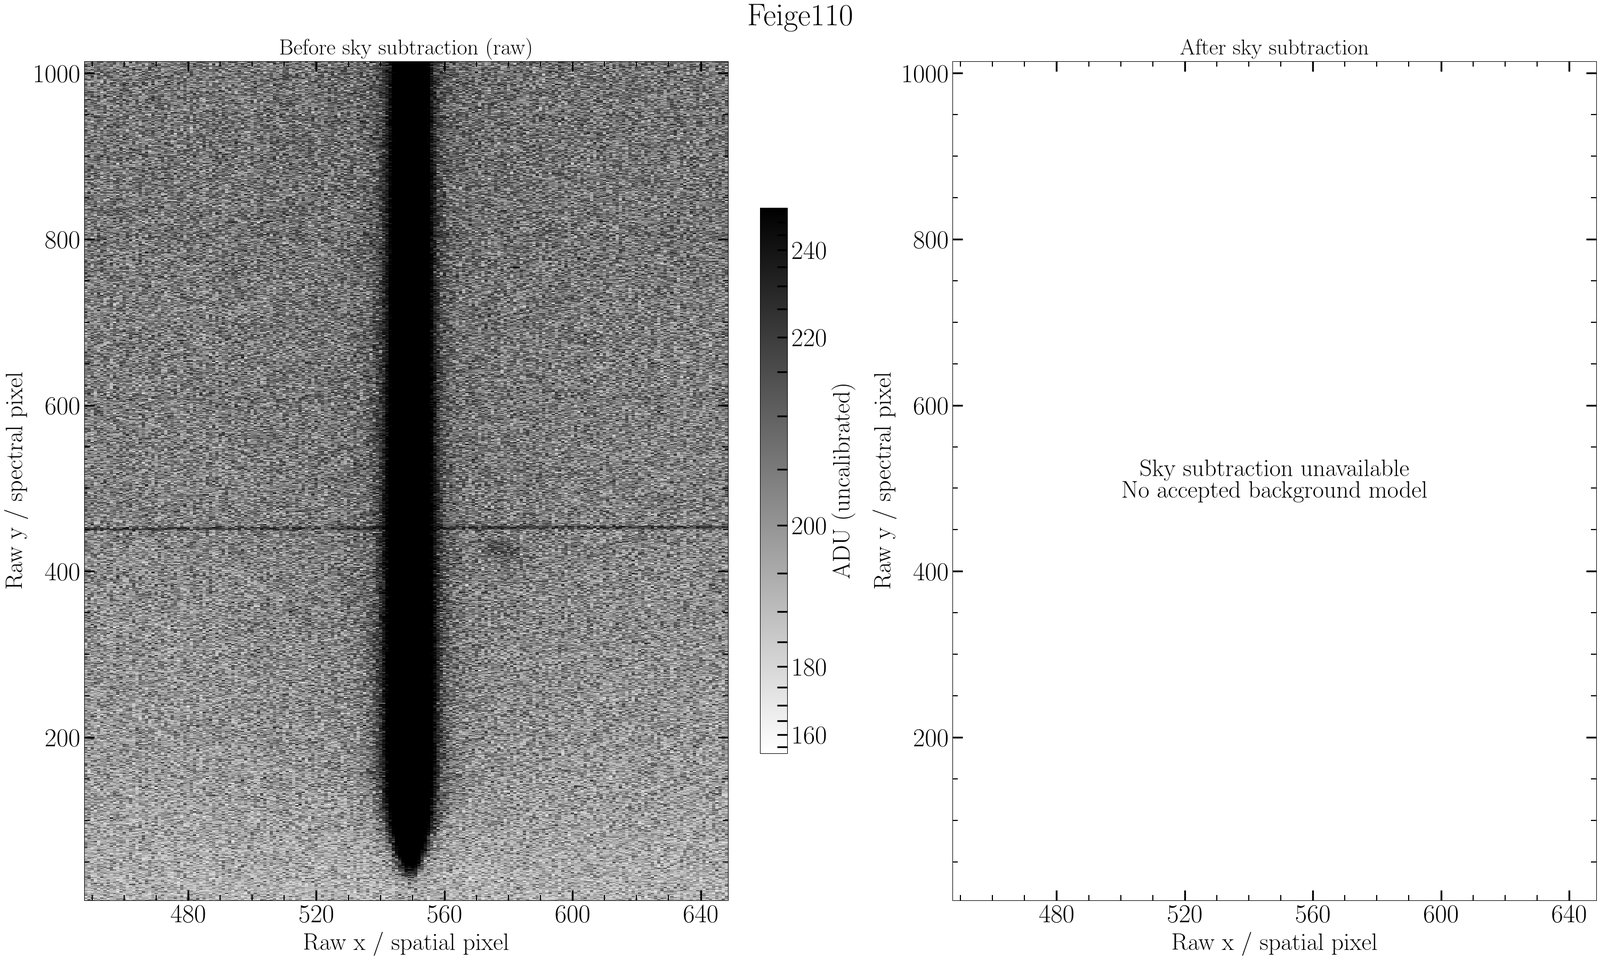 Feige110
Before sky subtraction (raw)
After sky subtraction
1000
800
600
400
200
480
520
560
600
640
Raw x / spatial pixel
Raw y / spectral pixel
240
220
200
180
160
ADU (uncalibrated)
1000
800
600
400
200
480
520
560
600
640
Raw x / spatial pixel
Raw y / spectral pixel
Sky subtraction unavailable
No accepted background model